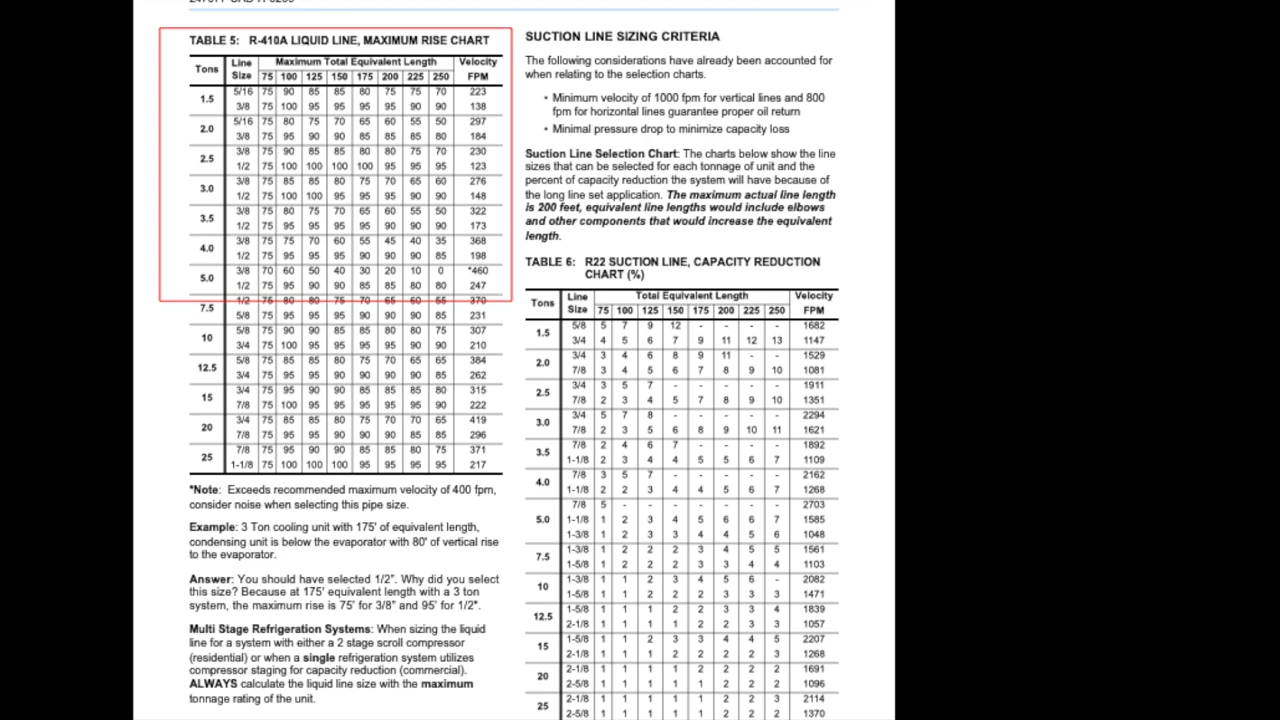 TABLE 5: R-410A LIQUID LINE, MAXIMUM RISE CHART
Tons Line Size Maximum Total Equivalent Length Velocity FPM
75 100 125 150 175 200 225 250
1.5 5/16 75 90 85 85 80 75 75 70 223
3/8 75 100 95 95 95 95 90 90 138
2.0 5/16 75 80 75 70 65 60 55 50 297
3/8 75 95 90 90 85 85 85 80 184
2.5 3/8 75 90 85 85 80 80 75 70 230
1/2 75 100 100 100 100 95 95 95 123
3.0 3/8 75 85 85 80 75 70 65 60 276
1/2 75 100 100 95 95 95 90 90 148
3.5 3/8 75 80 75 70 65 60 55 50 322
1/2 75 95 95 95 95 90 90 90 173
4.0 3/8 75 75 70 60 55 45 40 35 368
1/2 75 95 95 95 90 90 90 85 198
5.0 3/8 70 60 50 40 30 20 10 0 *460
1/2 75 95 90 90 85 85 80 80 247
7.5 1/2 75 80 80 75 70 65 60 55 370
5/8 75 95 95 90 90 90 90 85 231
10 5/8 75 90 90 85 85 80 80 75 307
3/4 75 100 95 95 95 95 90 90 210
12.5 5/8 75 85 85 80 75 70 65 65 384
3/4 75 95 95 90 90 90 90 85 262
15 3/4 75 95 90 90 85 85 85 80 315
7/8 75 100 95 95 95 95 95 90 222
20 3/4 75 85 85 80 75 70 70 65 419
7/8 75 95 95 90 90 90 85 85 296
25 7/8 75 95 90 90 85 85 80 75 371
1-1/8 75 100 100 100 95 95 95 95 217
*Note: Exceeds recommended maximum velocity of 400 fpm,
consider noise when selecting this pipe size.
Example: 3 Ton cooling unit with 175' of equivalent length,
condensing unit is below the evaporator with 80' of vertical rise
to the evaporator.
Answer: You should have selected 1/2". Why did you select
this size? Because at 175' equivalent length with a 3 ton
system, the maximum rise is 75' for 3/8" and 95' for 1/2".
Multi Stage Refrigeration Systems: When sizing the liquid
line for a system with either a 2 stage scroll compressor
(residential) or when a single refrigeration system utilizes
compressor staging for capacity reduction (commercial).
ALWAYS calculate the liquid line size with the maximum
tonnage rating of the unit.
SUCTION LINE SIZING CRITERIA
The following considerations have already been accounted for
when relating to the selection charts.
• Minimum velocity of 1000 fpm for vertical lines and 800
fpm for horizontal lines guarantee proper oil return
• Minimal pressure drop to minimize capacity loss
Suction Line Selection Chart: The charts below show the line
sizes that can be selected for each tonnage of unit and the
percent of capacity reduction the system will have because of
the long line set application. The maximum actual line length
is 200 feet, equivalent line lengths would include elbows
and other components that would increase the equivalent
length.
TABLE 6: R22 SUCTION LINE, CAPACITY REDUCTION
CHART (%)
Tons Line Size Total Equivalent Length Velocity FPM
75 100 125 150 175 200 225 250
1.5 5/8 5 7 9 12 - - - - 1682
3/4 4 5 6 7 9 11 12 13 1147
2.0 3/4 3 4 6 8 9 11 - - 1529
7/8 3 4 5 6 7 8 9 10 1081
2.5 3/4 3 5 7 - - - - - 1911
7/8 2 3 4 5 7 8 9 10 1351
3.0 3/4 5 7 8 - - - - - 2294
7/8 2 3 5 6 8 9 10 11 1621
3.5 7/8 2 4 6 7 - - - - 1892
1-1/8 2 3 4 4 5 5 6 7 1109
4.0 7/8 3 5 7 - - - - - 2162
1-1/8 2 2 3 4 4 5 6 7 1268
5.0 7/8 5 - - - - - - - 2703
1-1/8 1 2 3 4 5 6 6 7 1585
1-3/8 1 2 3 3 4 4 5 6 1048
7.5 1-3/8 1 2 2 2 3 4 5 5 1561
1-5/8 1 2 2 2 3 3 4 4 1103
10 1-3/8 1 1 2 3 4 5 6 - 2082
1-5/8 1 1 2 2 2 3 3 3 1471
12.5 1-5/8 1 1 1 2 2 3 3 4 1839
2-1/8 1 1 1 1 2 2 3 3 1057
15 1-5/8 1 1 2 3 3 4 4 5 2207
2-1/8 1 1 1 2 2 2 2 3 1268
20 2-1/8 1 1 1 1 2 2 2 2 1691
2-5/8 1 1 1 1 1 2 2 2 1096
25 2-1/8 1 1 1 1 1 2 2 3 2114
2-5/8 1 1 1 1 2 2 2 1370